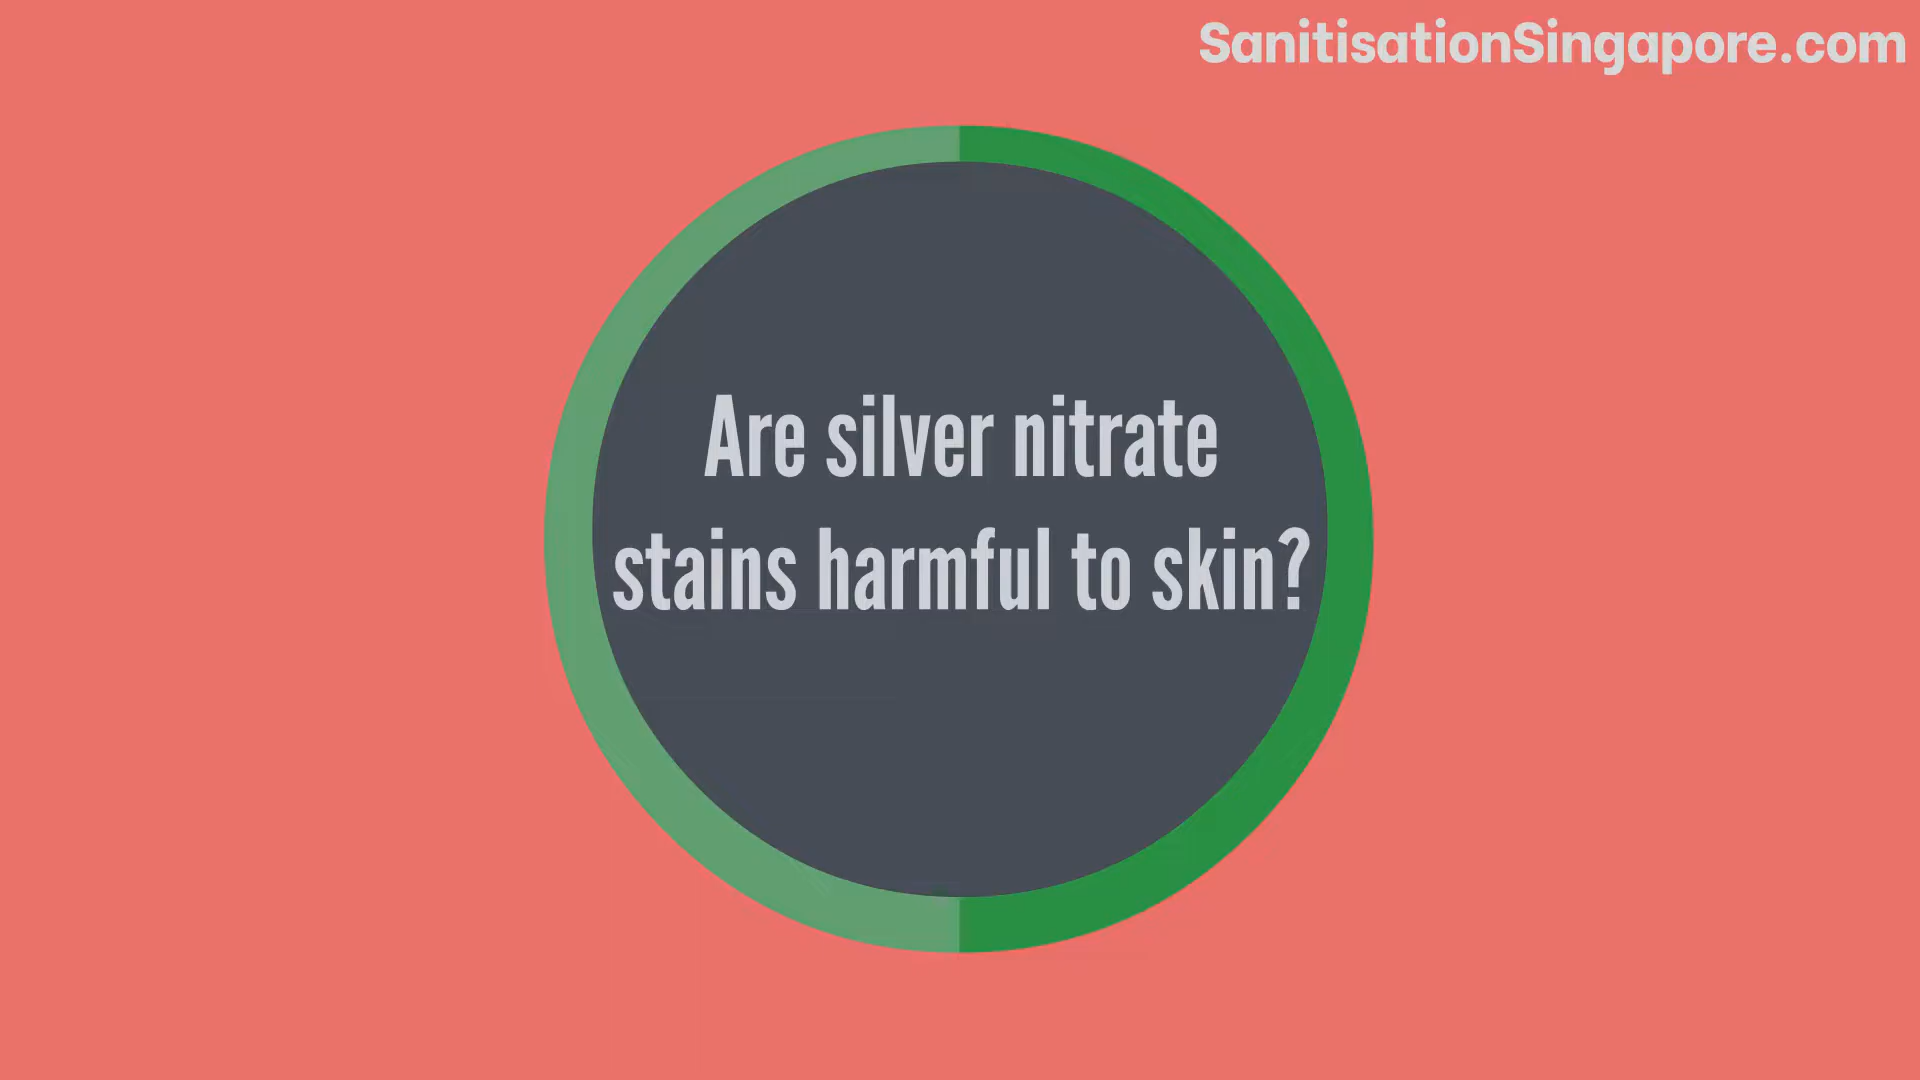 SanitisationSingapore.com
Are silver nitrate
stains harmful to skin?